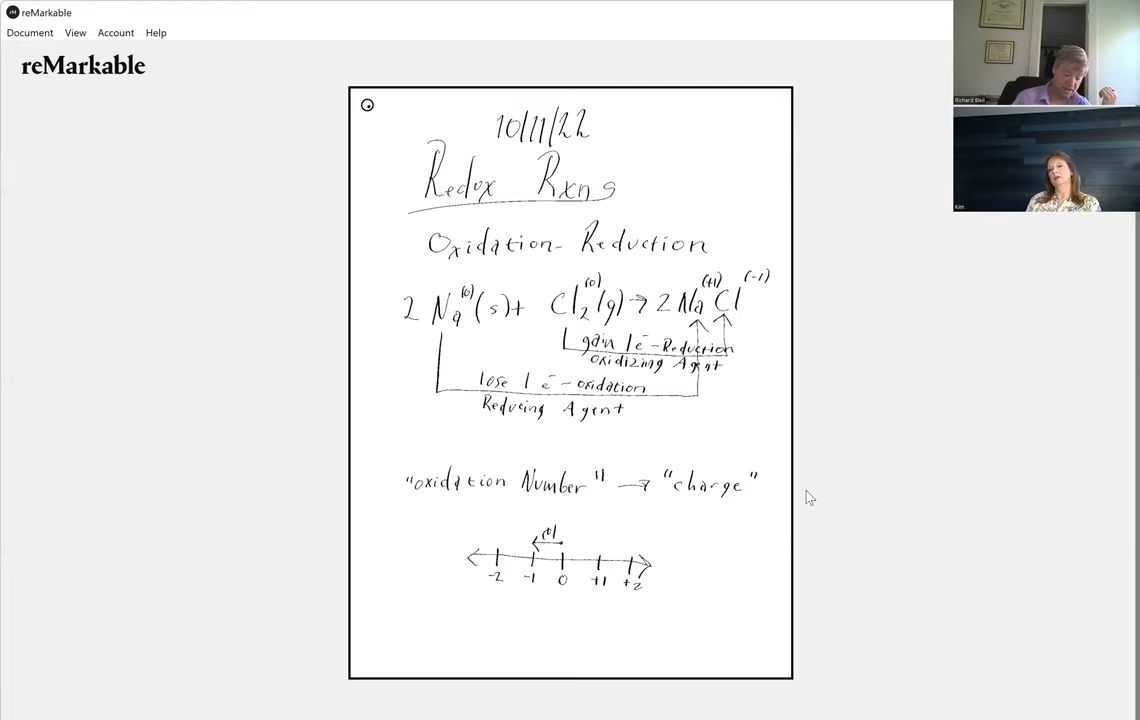 reMarkable
Document View Account Help
reMarkable
10/11/22
Redox Rxns
Oxidation-Reduction
2 Na⁽⁰⁾(s) + Cl₂⁽⁰⁾(g) → 2 Na⁽⁺¹⁾Cl⁽⁻¹⁾
gain 1 e⁻ - Reduction
oxidizing Agent
lose 1 e⁻ - oxidation
Reducing Agent
"oxidation Number" → "charge"
-2 -1 0 +1 +2
Richard Bleil
Kim